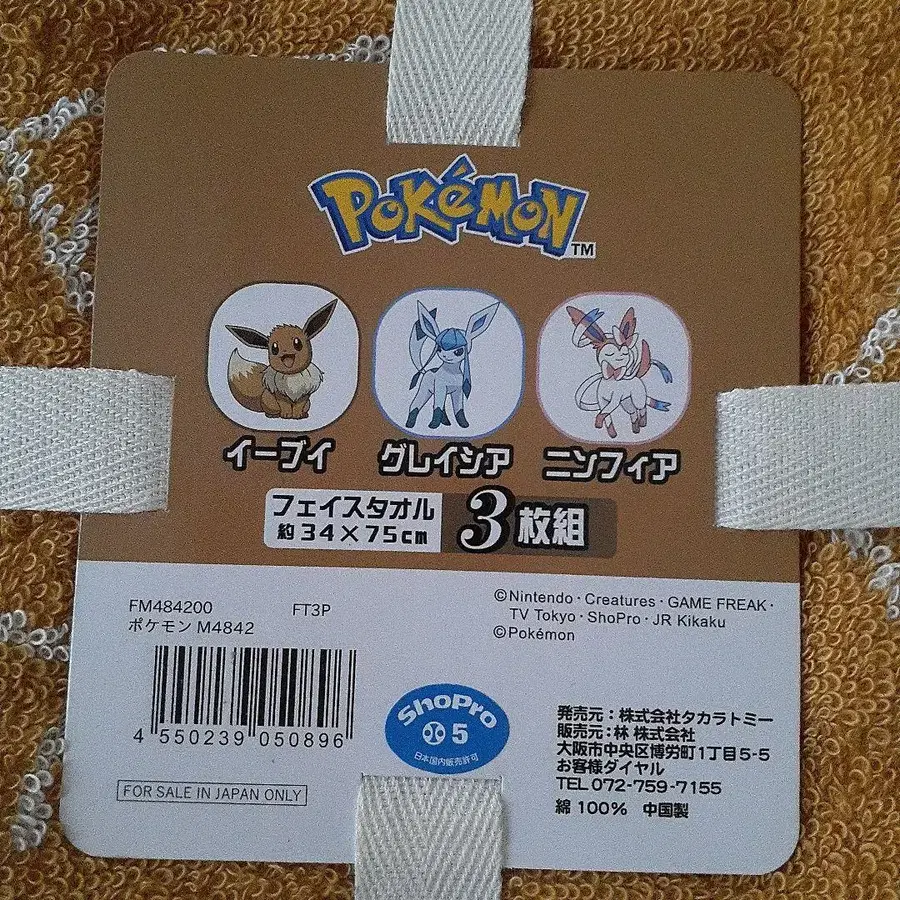 POKéMON TM
イーブイ
グレイシア
ニンフィア
フェイスタオル
約34×75cm
3枚組
FM484200 FT3P
ポケモン M4842
4 550239 050896
FOR SALE IN JAPAN ONLY
©Nintendo・Creatures・GAME FREAK・
TV Tokyo・ShoPro・JR Kikaku
©Pokémon
ShoPro
5
日本国内販売許可
発売元：株式会社タカラトミー
販売元：林 株式会社
大阪市中央区博労町1丁目5-5
お客様ダイヤル
TEL 072-759-7155
綿 100% 中国製